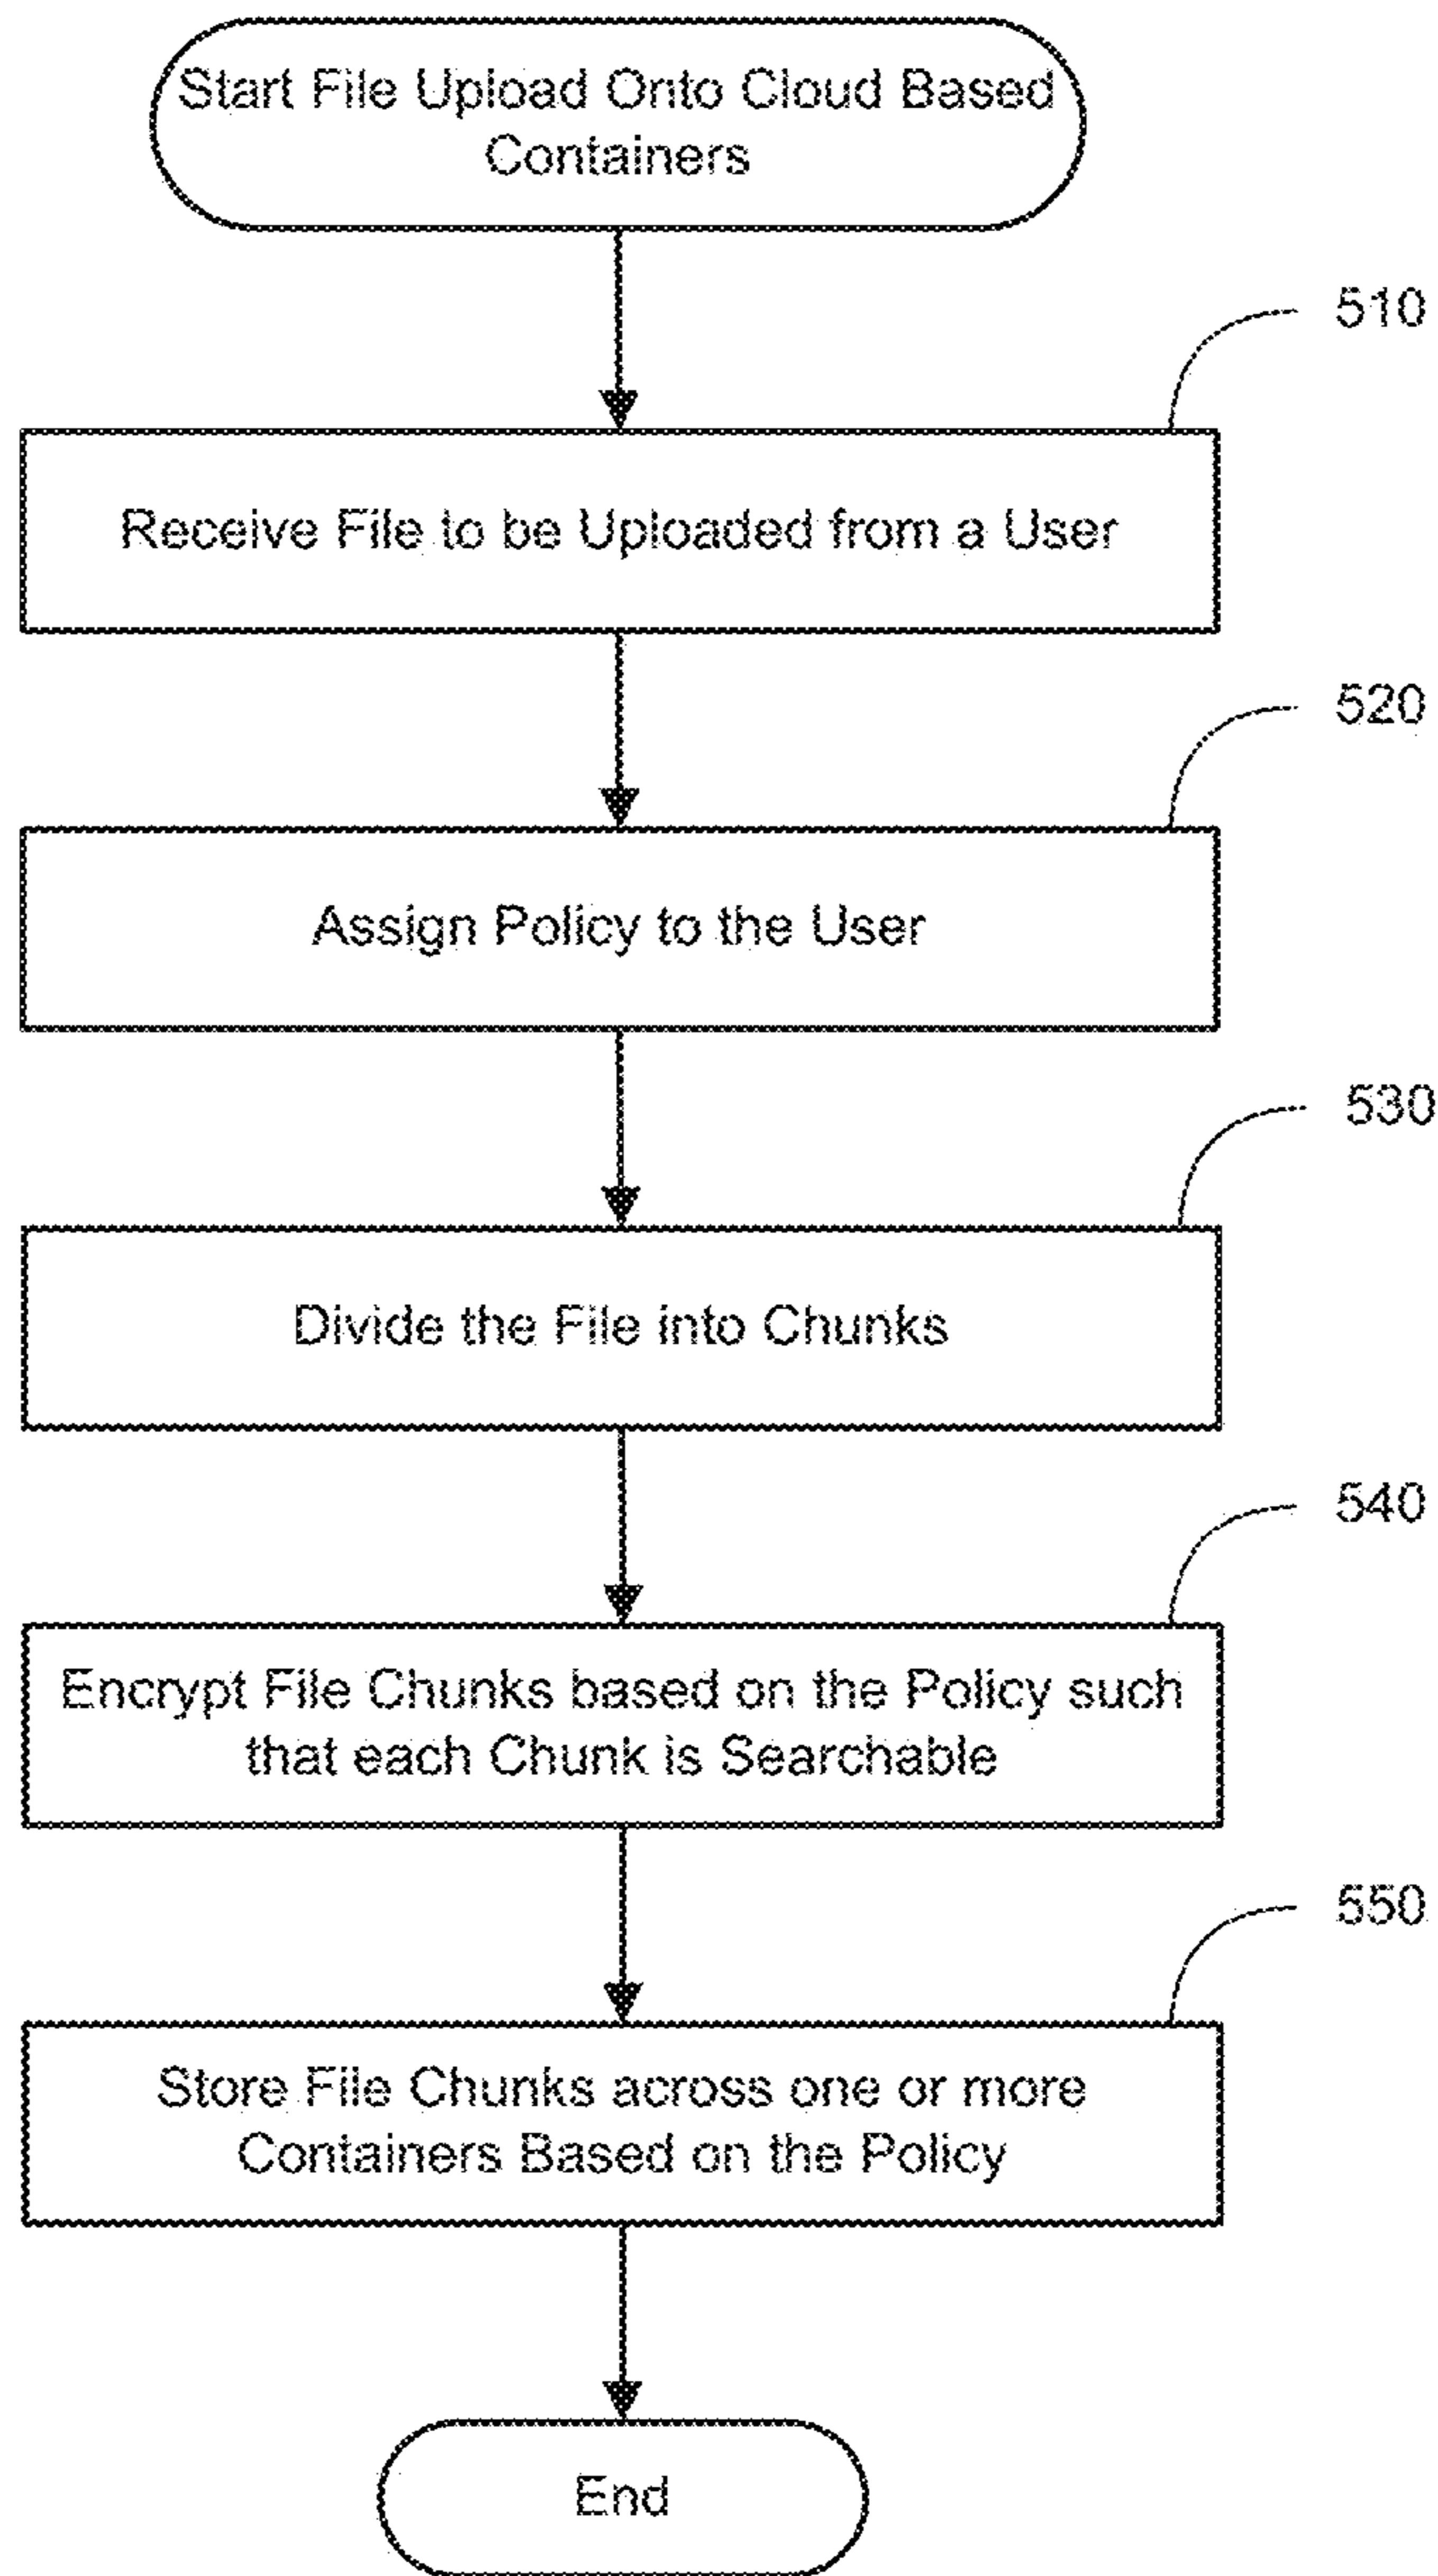 Start File Upload Onto Cloud Based
Containers
510
Receive File to be Uploaded from a User
520
Assign Policy to the User
530
Divide the File into Chunks
540
Encrypt File Chunks based on the Policy such
that each Chunk is Searchable
550
Store File Chunks across one or more
Containers Based on the Policy
End